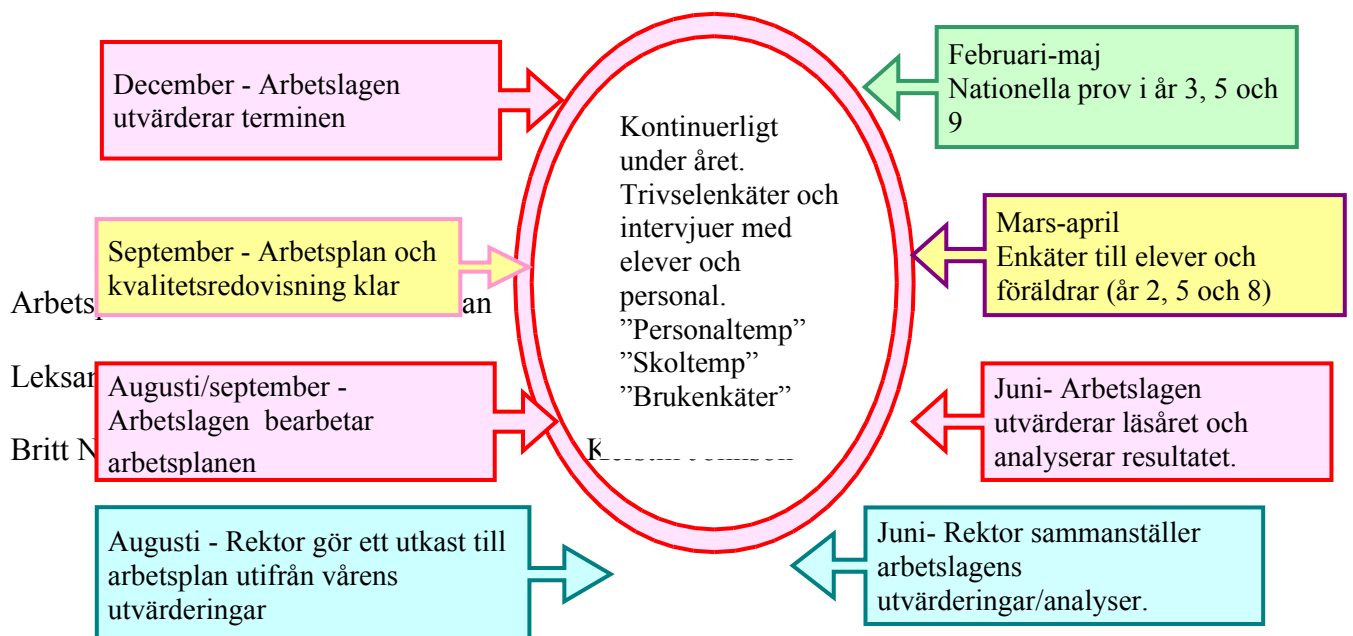 December - Arbetslagen
utvärderar terminen
September - Arbetsplan och
kvalitetsredovisning klar
Augusti/september -
Arbetslagen bearbetar
arbetsplanen
Augusti - Rektor gör ett utkast till
arbetsplan utifrån vårens
utvärderingar
Kontinuerligt
under året.
Trivselenkäter och
intervjuer med
elever och
personal.
”Personaltemp”
”Skoltemp”
”Brukenkäter”
Februari-maj
Nationella prov i år 3, 5 och
9
Mars-april
Enkäter till elever och
föräldrar (år 2, 5 och 8)
Juni- Arbetslagen
utvärderar läsåret och
analyserar resultatet.
Juni- Rektor sammanställer
arbetslagens
utvärderingar/analyser.
Britt